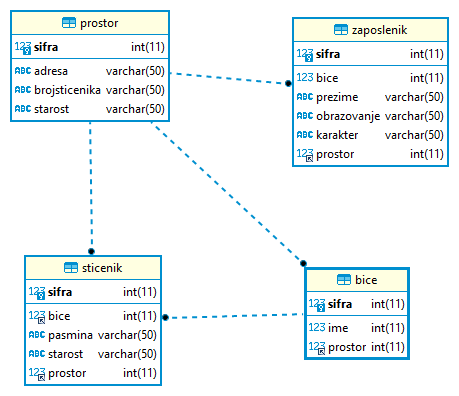 prostor
123 sifra int(11)
ABC adresa varchar(50)
ABC brojsticenika varchar(50)
ABC starost varchar(50)
zaposlenik
123 sifra int(11)
123 bice int(11)
ABC prezime varchar(50)
ABC obrazovanje varchar(50)
ABC karakter varchar(50)
123 prostor int(11)
sticenik
123 sifra int(11)
123 bice int(11)
ABC pasmina varchar(50)
ABC starost varchar(50)
123 prostor int(11)
bice
123 sifra int(11)
123 ime int(11)
123 prostor int(11)